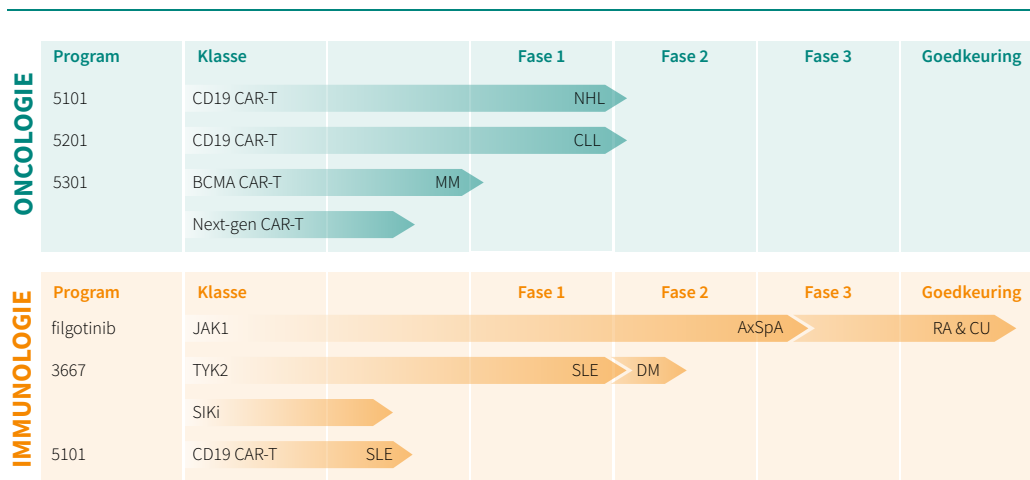 ONCOLOGIE
Program Klasse Fase 1 Fase 2 Fase 3 Goedkeuring
5101 CD19 CAR-T NHL
5201 CD19 CAR-T CLL
5301 BCMA CAR-T MM
Next-gen CAR-T
IMMUNOLOGIE
Program Klasse Fase 1 Fase 2 Fase 3 Goedkeuring
filgotinib JAK1 AxSpA RA & CU
3667 TYK2 SLE DM
SIKi
5101 CD19 CAR-T SLE